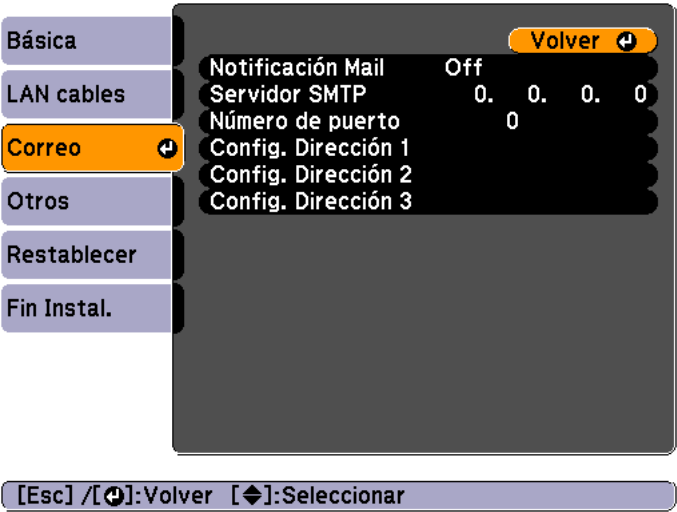 Básica
LAN cables
Correo
Otros
Restablecer
Fin Instal.
Volver
Notificación Mail Off
Servidor SMTP 0. 0. 0. 0
Número de puerto 0
Config. Dirección 1
Config. Dirección 2
Config. Dirección 3
[Esc] /[⏎]:Volver [◆]:Seleccionar